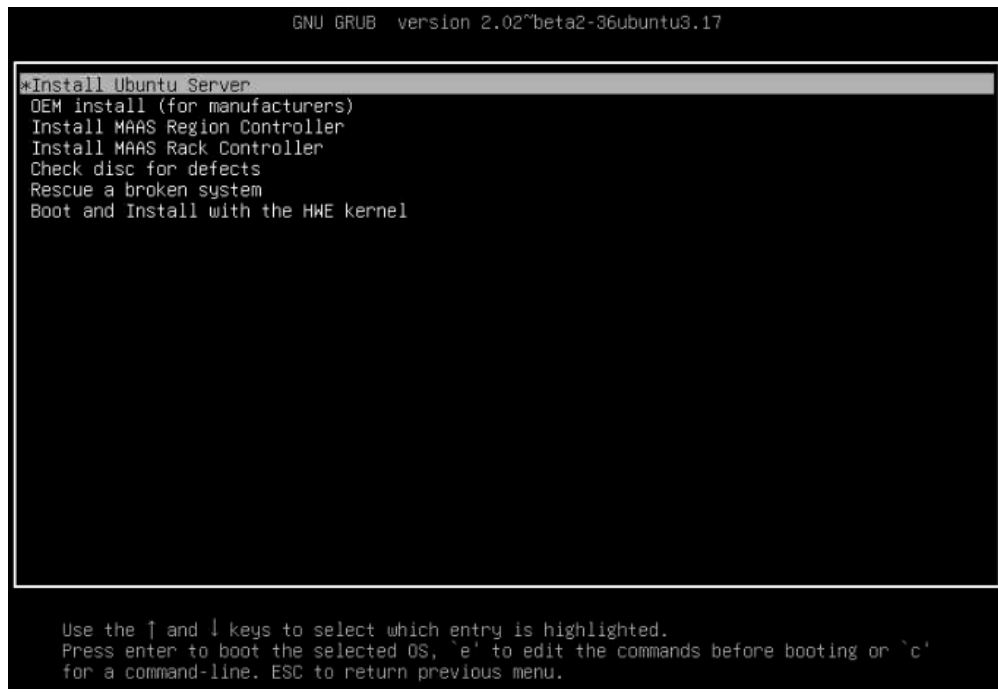 GNU GRUB version 2.02~beta2-36ubuntu3.17
*Install Ubuntu Server
OEM install (for manufacturers)
Install MAAS Region Controller
Install MAAS Rack Controller
Check disc for defects
Rescue a broken system
Boot and Install with the HWE kernel
Use the ↑ and ↓ keys to select which entry is highlighted.
Press enter to boot the selected OS, `e' to edit the commands before booting or `c'
for a command-line. ESC to return previous menu.